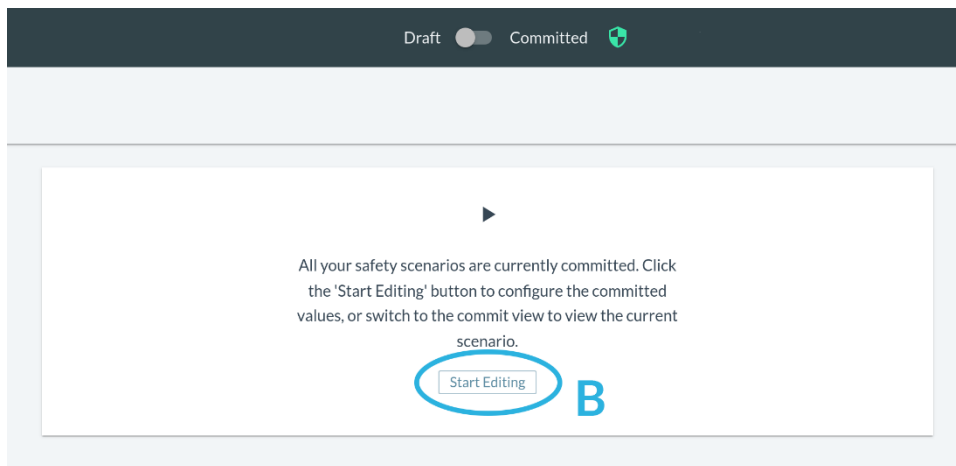 Draft Committed
All your safety scenarios are currently committed. Click
the 'Start Editing' button to configure the committed
values, or switch to the commit view to view the current
scenario.
Start Editing
B